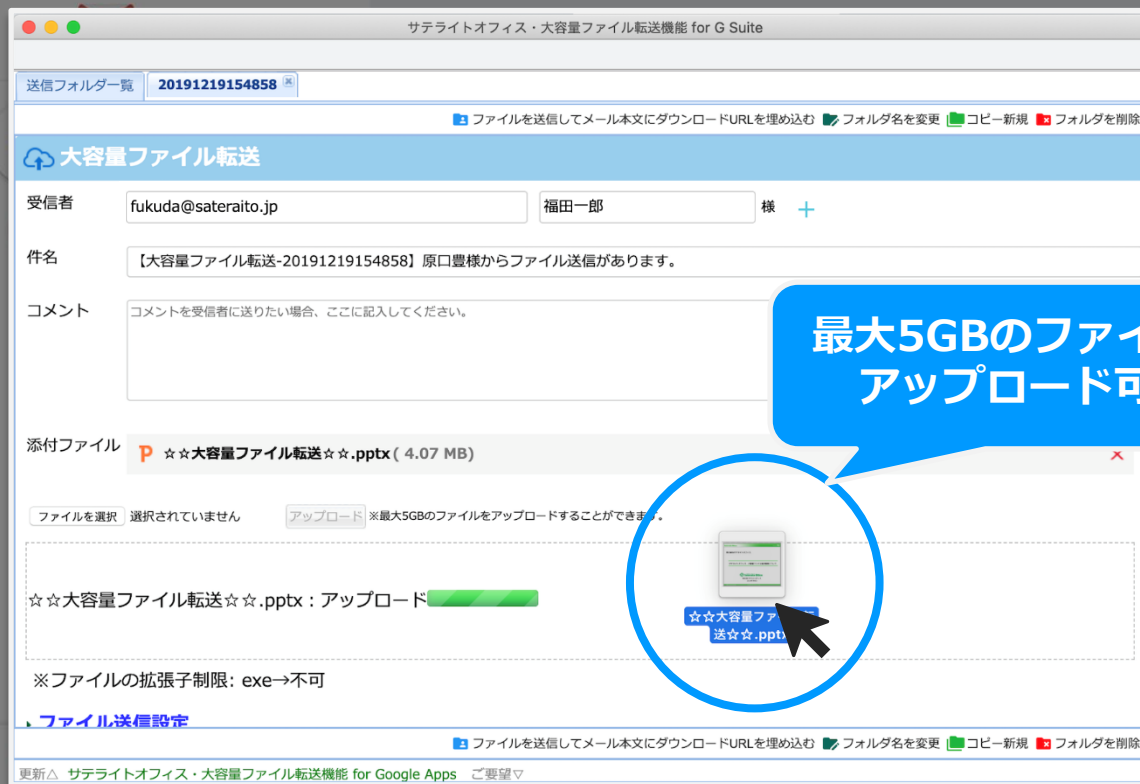 サテライトオフィス・大容量ファイル転送機能 for G Suite
送信フォルダ一覧
20191219154858
ファイルを送信してメール本文にダウンロードURLを埋め込む フォルダ名を変更 コピー新規 フォルダを削除
大容量ファイル転送
受信者 fukuda@sateraito.jp 福田一郎 様 +
件名 【大容量ファイル転送-20191219154858】原口豊様からファイル送信があります。
コメント コメントを受信者に送りたい場合、ここに記入してください。
最大5GBのファイ
アップロード可
添付ファイル P ☆☆大容量ファイル転送☆☆.pptx ( 4.07 MB)
ファイルを選択 選択されていません アップロード ※最大5GBのファイルをアップロードすることができます。
☆☆大容量ファイル転送☆☆.pptx : アップロード
☆☆大容量ファ
送☆☆.ppt
※ファイルの拡張子制限: exe→不可
ファイル送信設定
ファイルを送信してメール本文にダウンロードURLを埋め込む フォルダ名を変更 コピー新規 フォルダを削除
更新△ サテライトオフィス・大容量ファイル転送機能 for Google Apps ご要望▽